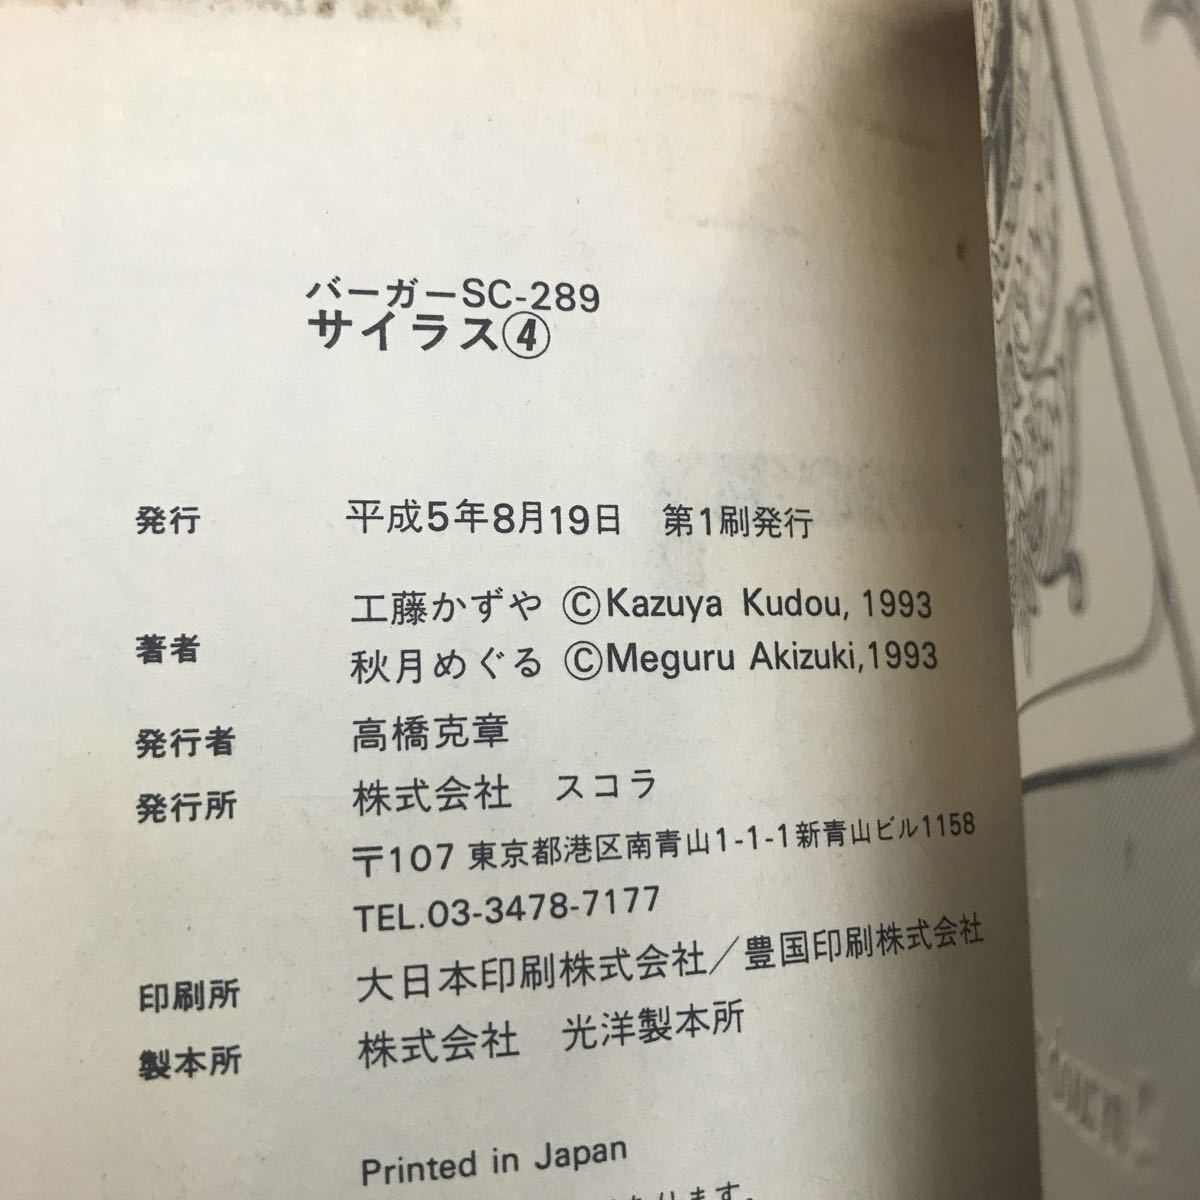 バーガーSC-289
サイラス④
発行 平成5年8月19日 第1刷発行
著者 工藤かずや ©Kazuya Kudou, 1993
秋月めぐる ©Meguru Akizuki, 1993
発行者 高橋克章
発行所 株式会社 スコラ
〒107 東京都港区南青山1-1-1新青山ビル1158
TEL.03-3478-7177
印刷所 大日本印刷株式会社／豊国印刷株式会社
製本所 株式会社 光洋製本所
Printed in Japan
あります。